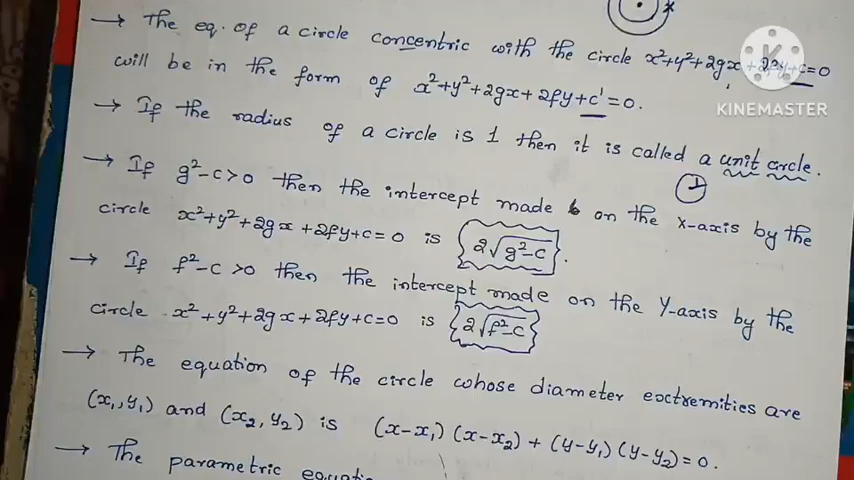 → The eq. of a circle concentric with the circle x²+y²+2gx+2fy+c=0
will be in the form of x²+y²+2gx+2fy+c'=0.
→ If the radius of a circle is 1 then it is called a unit circle.
1
→ If g²-c>0 then the intercept made on the x-axis by the
circle x²+y²+2gx+2fy+c=0 is 2√g²-c.
→ If f²-c>0 then the intercept made on the Y-axis by the
circle x²+y²+2gx+2fy+c=0 is 2√f²-c
→ The equation of the circle whose diameter extremities are
(x₁,y₁) and (x₂,y₂) is (x-x₁)(x-x₂)+(y-y₁)(y-y₂)=0.
→ The parametric equation
K
KINEMASTER